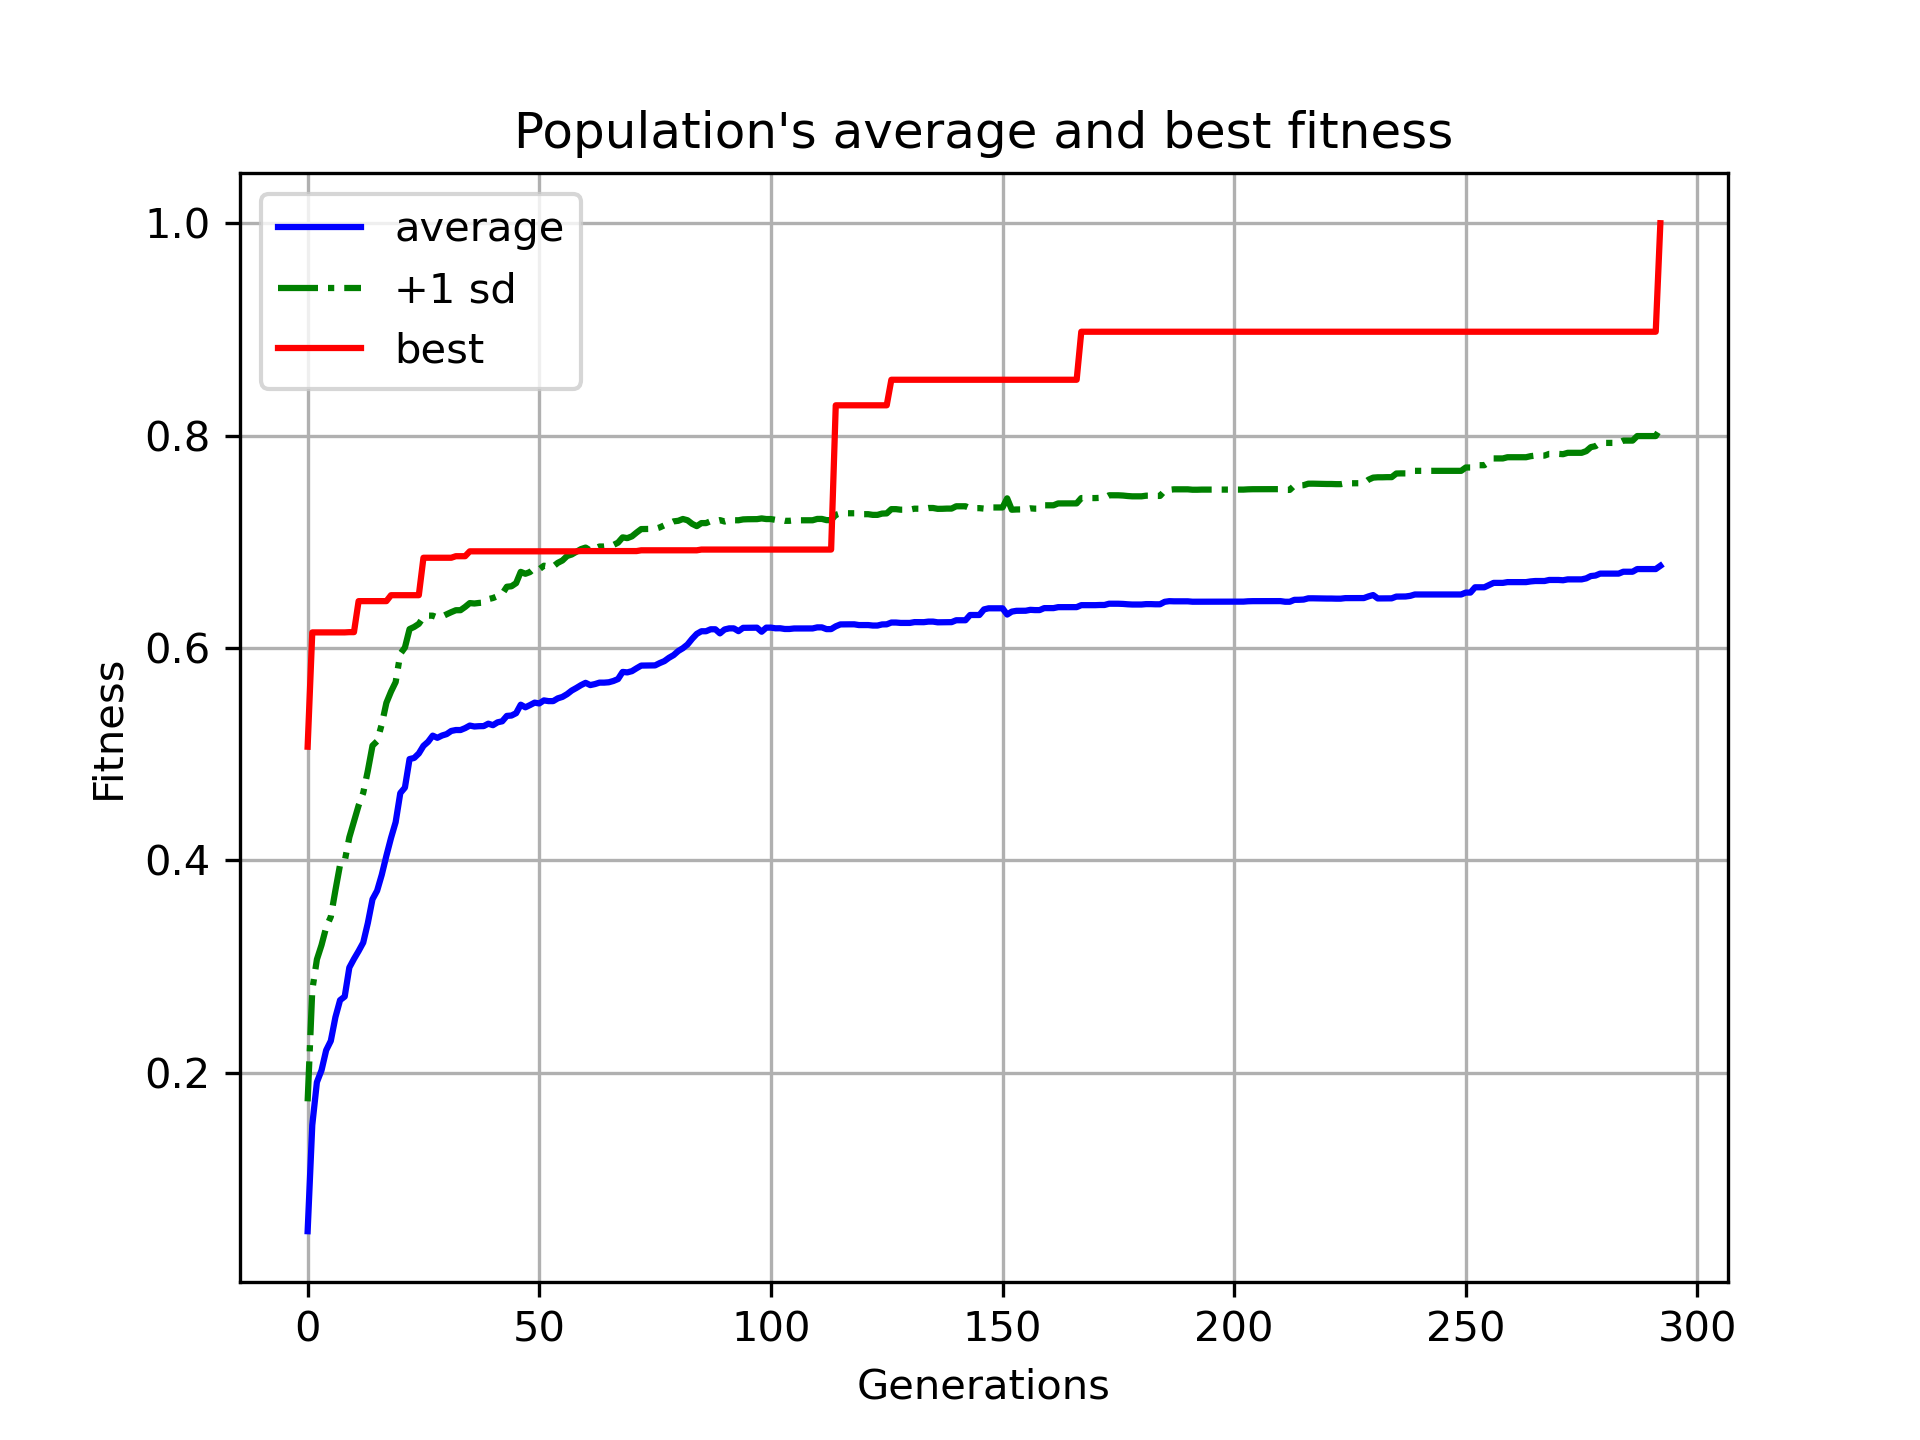 Population's average and best fitness
average
+1 sd
best
1.0
0.8
0.6
0.4
0.2
Fitness
0 50 100 150 200 250 300
Generations